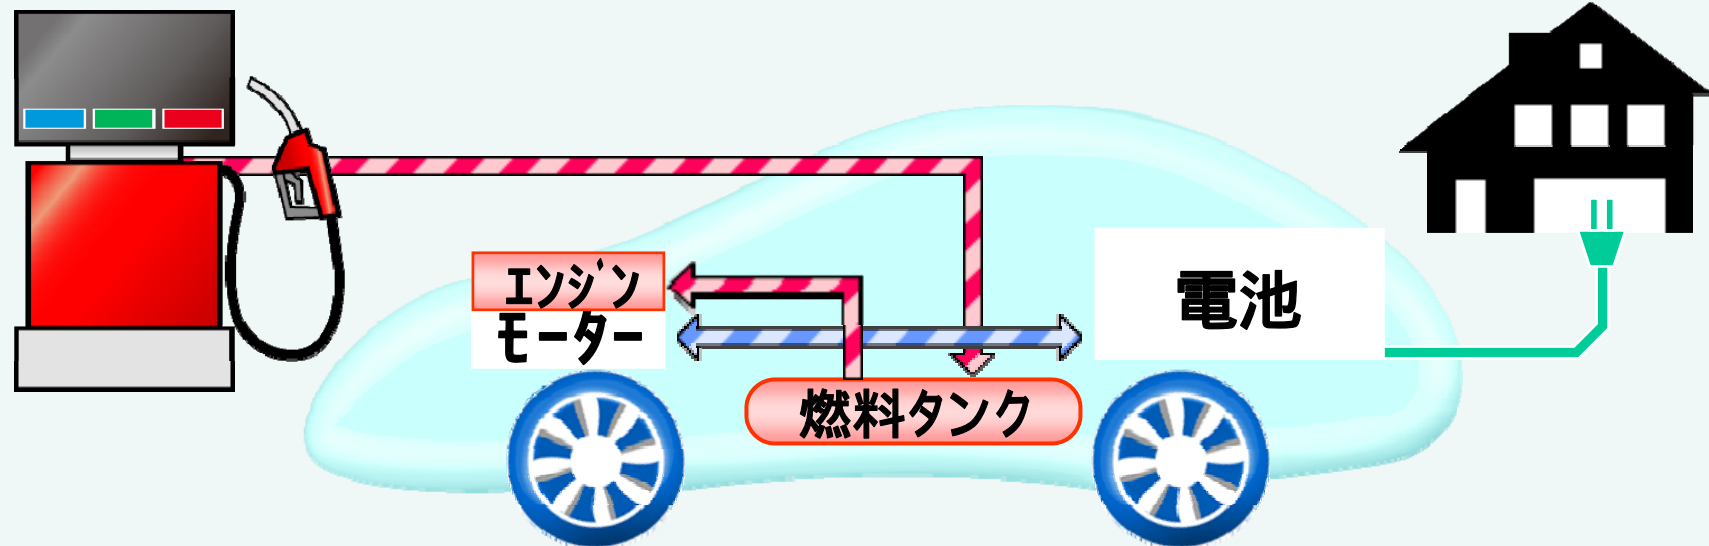 エンジン
モーター
電池
燃料タンク